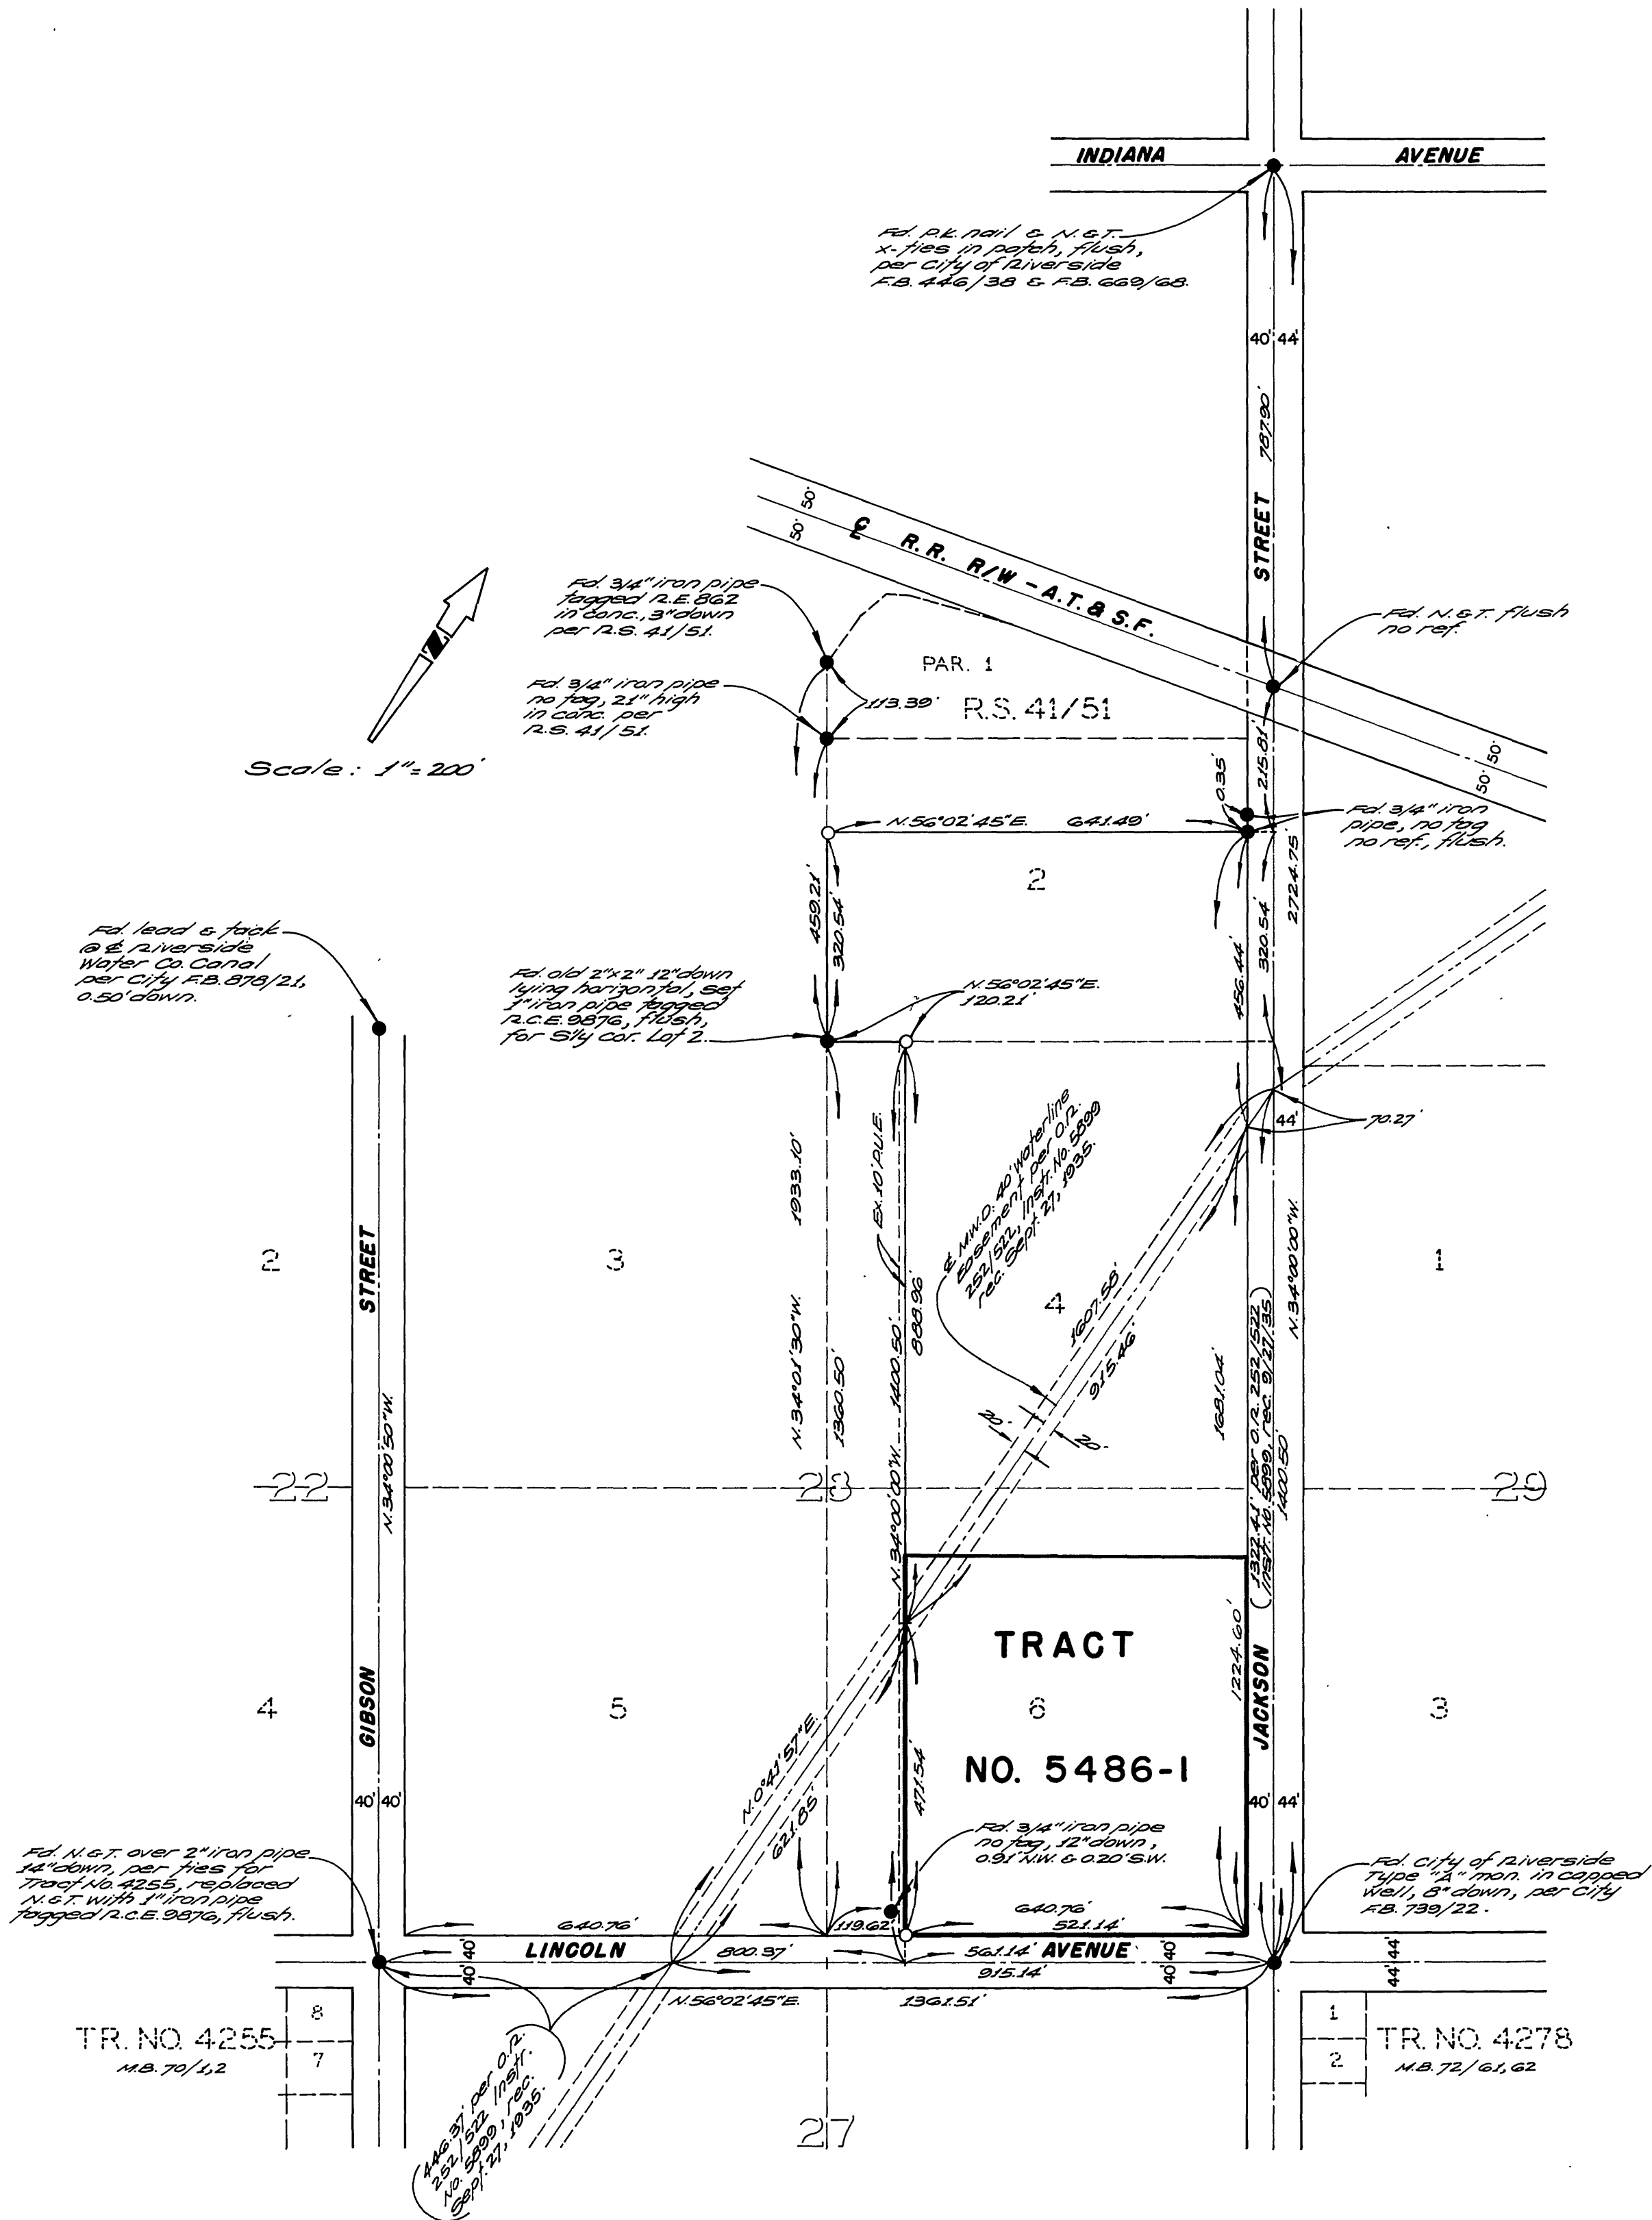 INDIANA
AVENUE
Fd. P.K. nail & N.&T.
x-ties in patch, flush,
per City of Riverside
F.B. 446/38 & F.B. 669/68.
40' 44'
STREET 787.90'
50' 50'
℄ R.R. R/W - A.T. & S.F.
Fd. 3/4" iron pipe
tagged R.E. 862
in conc., 3" down
per R.S. 41/51.
Fd. N.&T. flush
no ref.
PAR. 1
Fd. 3/4" iron pipe
no tag, 21" high
in conc. per
R.S. 41/51.
113.39'
R.S. 41/51
Scale: 1"=200'
215.81'
50' 50'
0.35'
N.56°02'45"E. 641.49'
Fd. 3/4" iron
pipe, no tag
no ref., flush.
2
2724.75'
459.21'
320.54'
456.44'
320.54'
Fd. lead & tack
@ ℄ Riverside
Water Co. Canal
per City F.B. 878/21,
0.50' down.
Fd. old 2"x2" 12" down
lying horizontal, set
1" iron pipe tagged
R.C.E. 9876, flush,
for S'ly cor. Lot 2.
N.56°02'45"E.
120.21'
44'
70.27'
Ex. 10' P.U.E.
℄ M.W.D. 40' Waterline
Easement per O.R.
252/522, Instr. No. 5899
rec. Sept. 27, 1935.
1933.10'
2
STREET
3
4
1
888.96'
1607.58'
915.46'
N.34°00'00"W.
N.34°01'30"W.
1360.50'
N.34°00'00"W. 1400.50'
1681.04'
(1322.41' per O.R. 252/522
Instr. No. 5899, rec. 9/27/35)
1400.50'
20'
20'
N.34°00'50"W.
22
23
29
TRACT
1224.60'
4
GIBSON
5
6
JACKSON
3
NO. 5486-1
N.0°41'57"E.
621.85'
471.54'
40' 40'
40' 44'
Fd. 3/4" iron pipe
no tag, 12" down,
0.91' N.W. & 0.20' S.W.
Fd. N.&T. over 2" iron pipe
14" down, per ties for
Tract No. 4255, replaced
N.&T. with 1" iron pipe
tagged R.C.E. 9876, flush.
Fd. City of Riverside
Type "A" mon. in capped
well, 8" down, per City
F.B. 739/22.
640.76'
119.62'
640.76'
521.14'
40' 40'
LINCOLN
800.37'
561.14'
AVENUE
40' 40'
44' 44'
915.14'
N.56°02'45"E.
1361.51'
TR. NO. 4255
M.B. 70/1,2
8
7
(446.37' per O.R.
252/522 Instr.
No. 5899, rec.
Sept. 27, 1935.)
27
1
2
TR. NO. 4278
M.B. 72/61,62